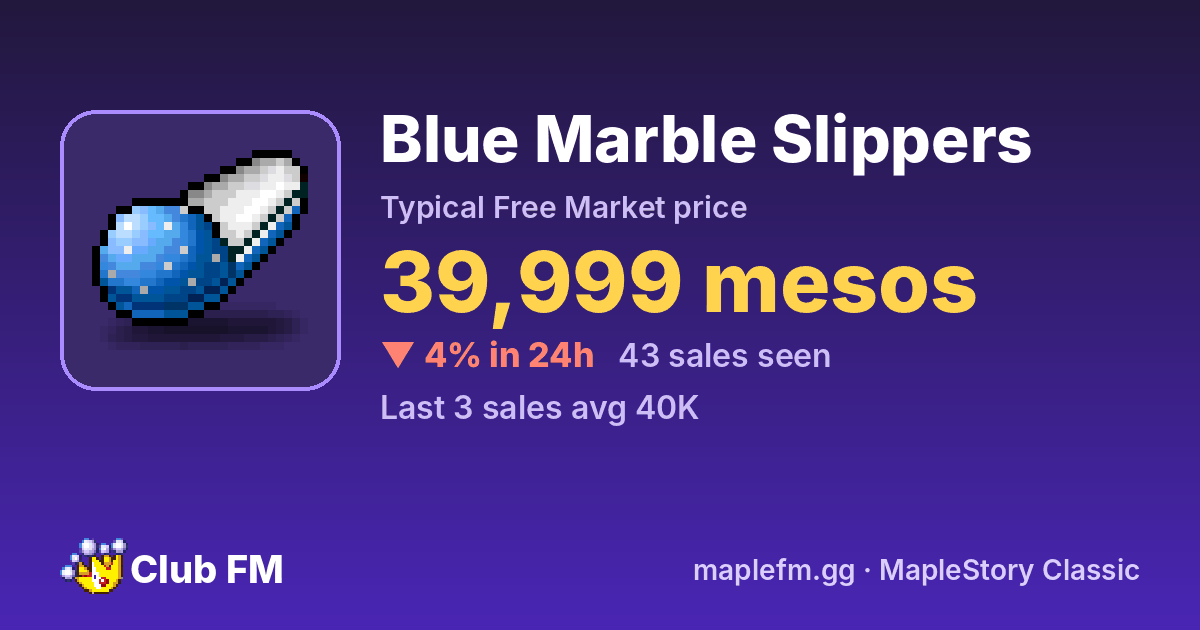 Blue Marble Slippers
Typical Free Market price
39,999 mesos
▼ 4% in 24h 43 sales seen
Last 3 sales avg 40K
Club FM
maplefm.gg · MapleStory Classic